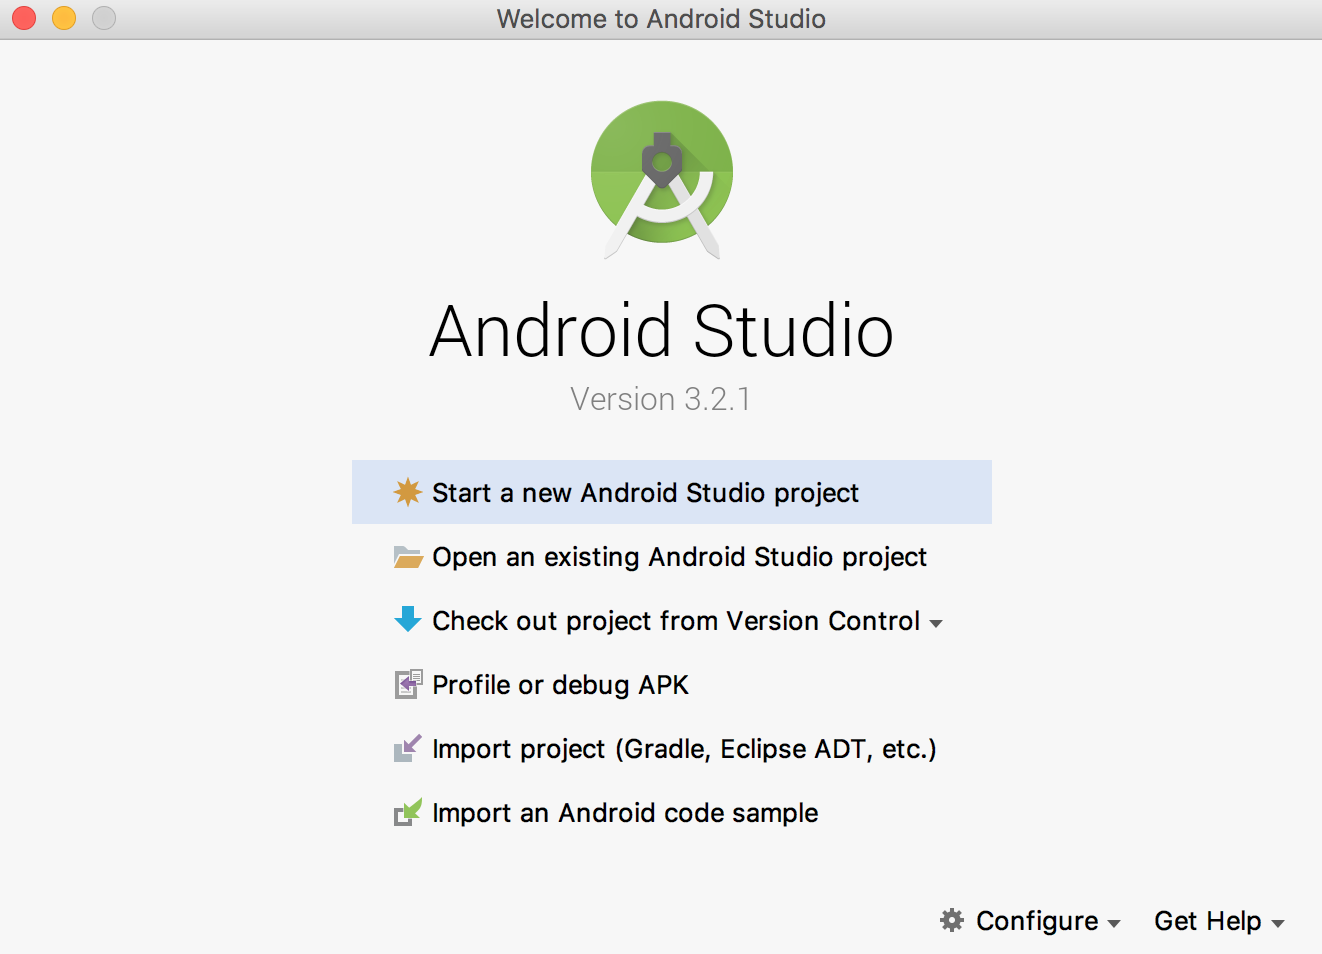 Welcome to Android Studio
Android Studio
Version 3.2.1
Start a new Android Studio project
Open an existing Android Studio project
Check out project from Version Control
Profile or debug APK
Import project (Gradle, Eclipse ADT, etc.)
Import an Android code sample
Configure Get Help